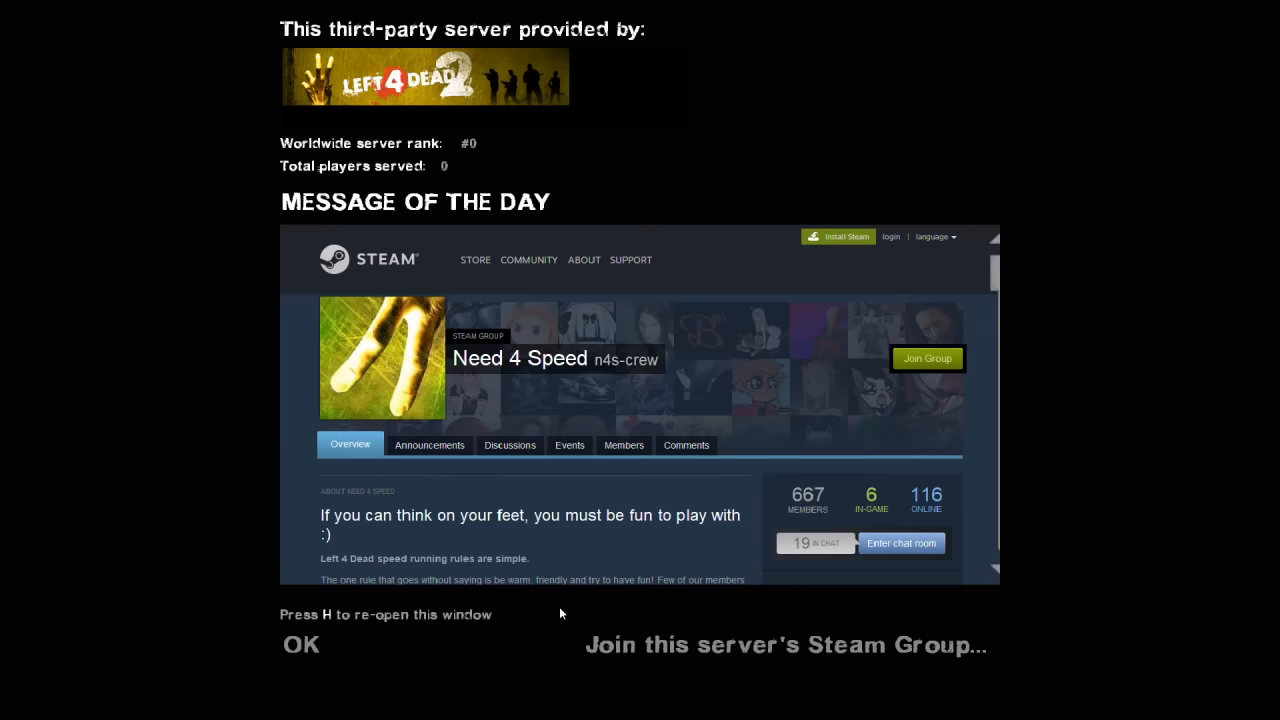 This third-party server provided by:
LEFT 4 DEAD 2
Worldwide server rank: #0
Total players served: 0
MESSAGE OF THE DAY
Install Steam login | language
STEAM® STORE COMMUNITY ABOUT SUPPORT
STEAM GROUP
Need 4 Speed n4s-crew
Join Group
Overview Announcements Discussions Events Members Comments
ABOUT NEED 4 SPEED
If you can think on your feet, you must be fun to play with
:)
Left 4 Dead speed running rules are simple.
The one rule that goes without saying is be warm, friendly and try to have fun! Few of our members
667 6 116
MEMBERS IN-GAME ONLINE
19 IN CHAT Enter chat room
Press H to re-open this window
OK
Join this server's Steam Group...